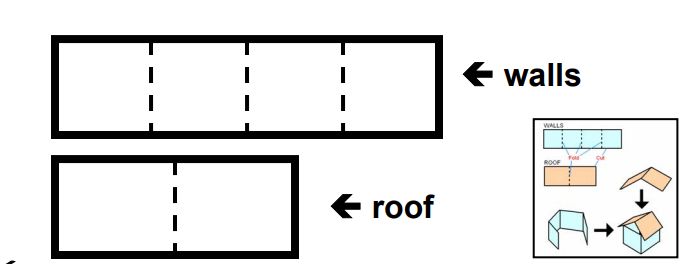 🡸 walls
🡸 roof
WALLS
Fold
Cut
ROOF